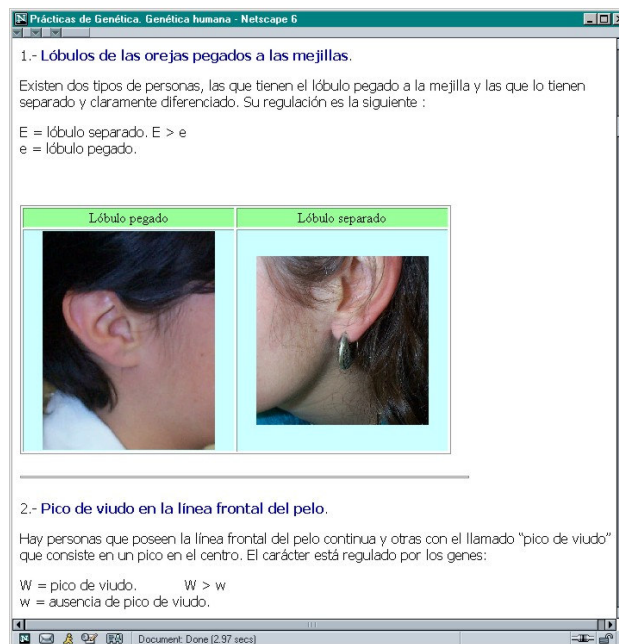 Prácticas de Genética. Genética humana - Netscape 6
1.- Lóbulos de las orejas pegados a las mejillas.
Existen dos tipos de personas, las que tienen el lóbulo pegado a la mejilla y las que lo tienen
separado y claramente diferenciado. Su regulación es la siguiente :
E = lóbulo separado. E > e
e = lóbulo pegado.
Lóbulo pegado Lóbulo separado
2.- Pico de viudo en la línea frontal del pelo.
Hay personas que poseen la línea frontal del pelo continua y otras con el llamado “pico de viudo”
que consiste en un pico en el centro. El carácter está regulado por los genes:
W = pico de viudo. W > w
w = ausencia de pico de viudo.
Document: Done (2.97 secs)